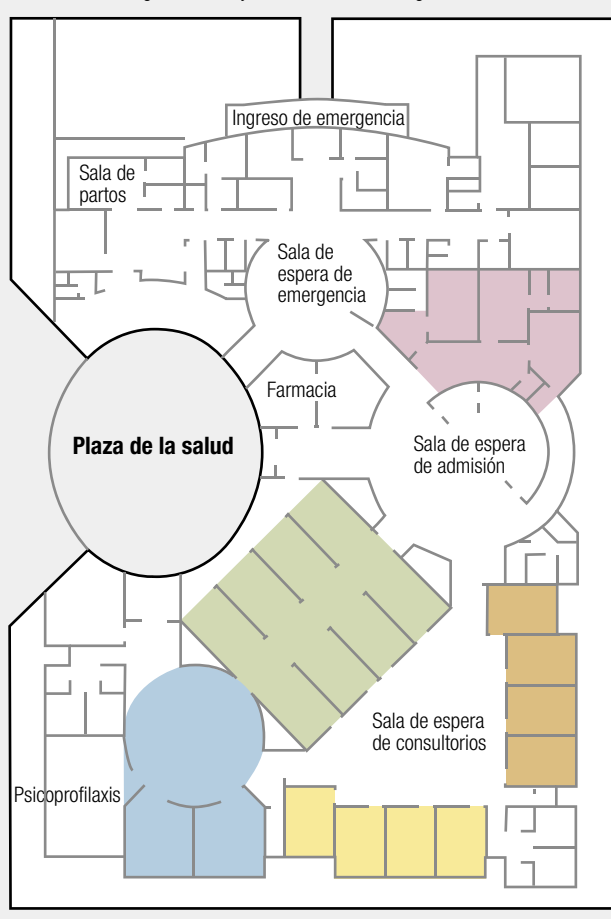 Ingreso de emergencia
Sala de
partos
Sala de
espera de
emergencia
Farmacia
Plaza de la salud
Sala de espera
de admisión
Sala de espera
de consultorios
Psicoprofilaxis